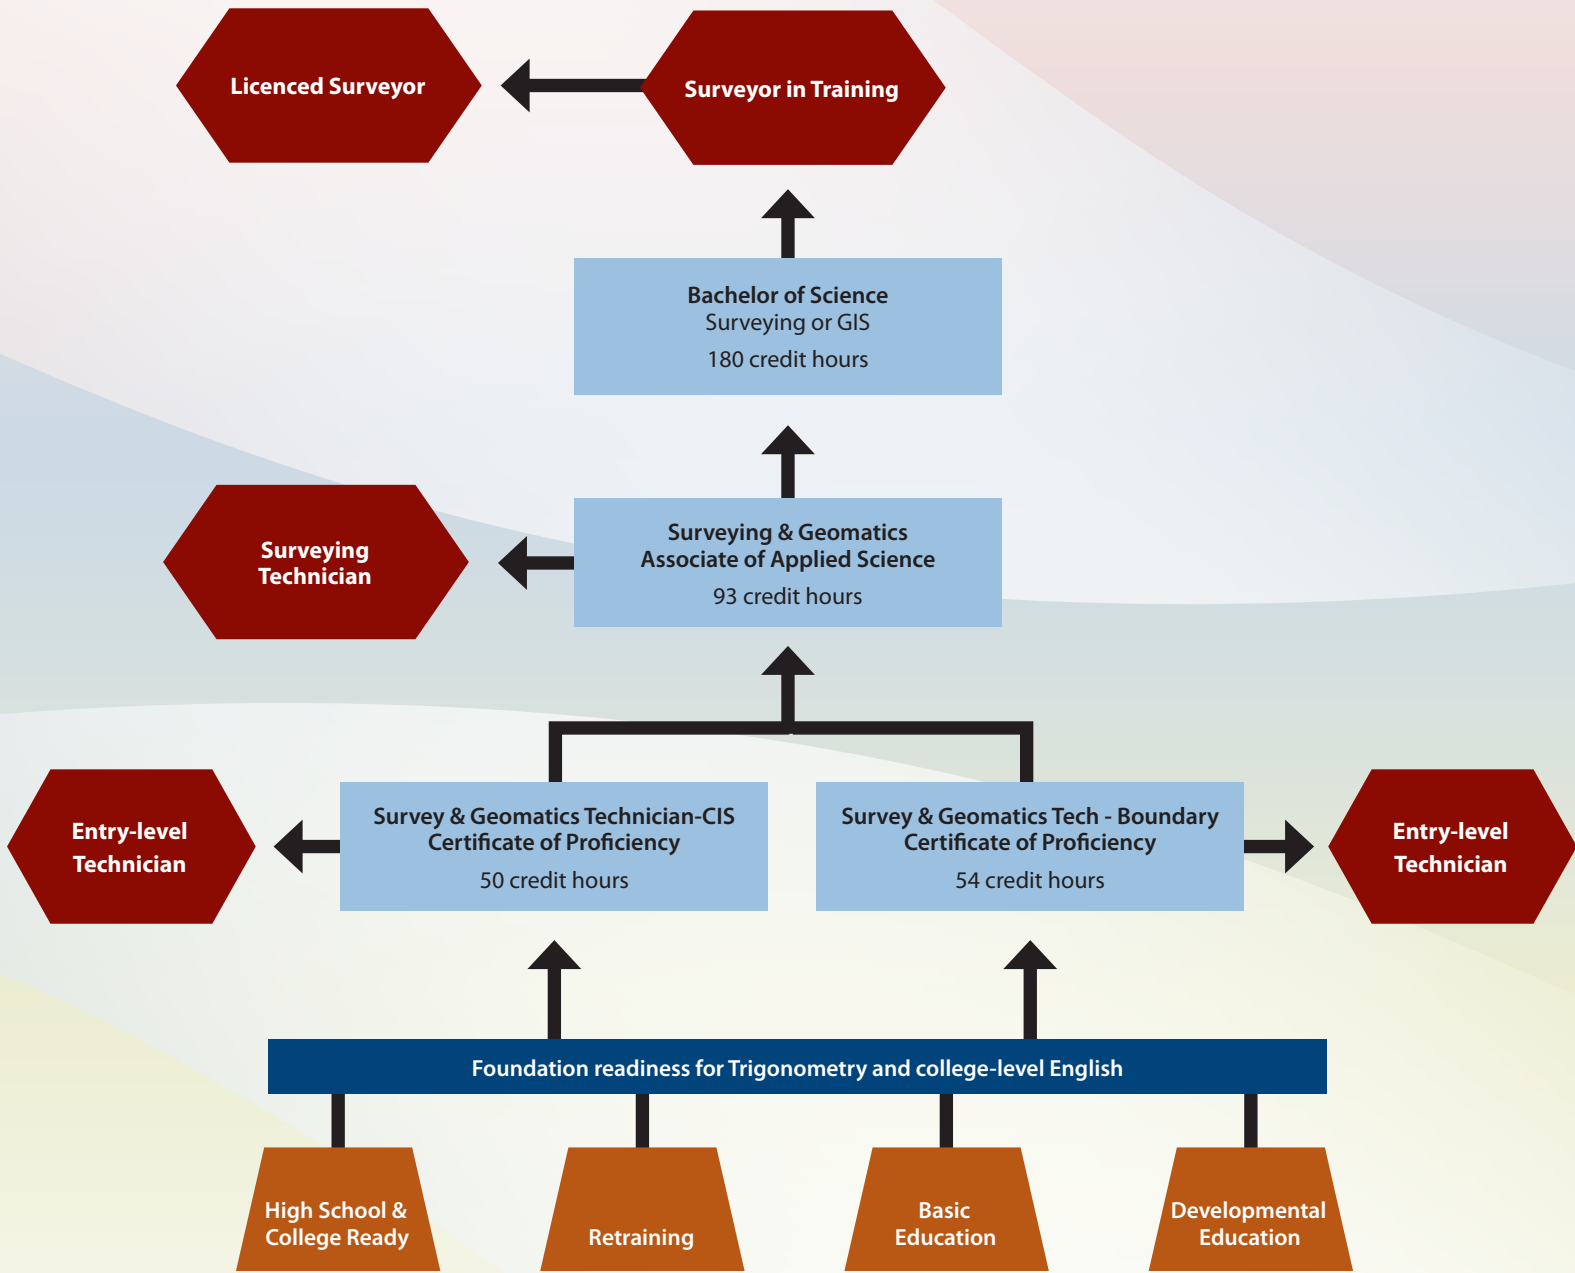 Licenced Surveyor
Surveyor in Training
Bachelor of Science
Surveying or GIS
180 credit hours
Surveying
Technician
Surveying & Geomatics
Associate of Applied Science
93 credit hours
Entry-level
Technician
Survey & Geomatics Technician-CIS
Certificate of Proficiency
50 credit hours
Survey & Geomatics Tech - Boundary
Certificate of Proficiency
54 credit hours
Entry-level
Technician
Foundation readiness for Trigonometry and college-level English
High School &
College Ready
Retraining
Basic
Education
Developmental
Education